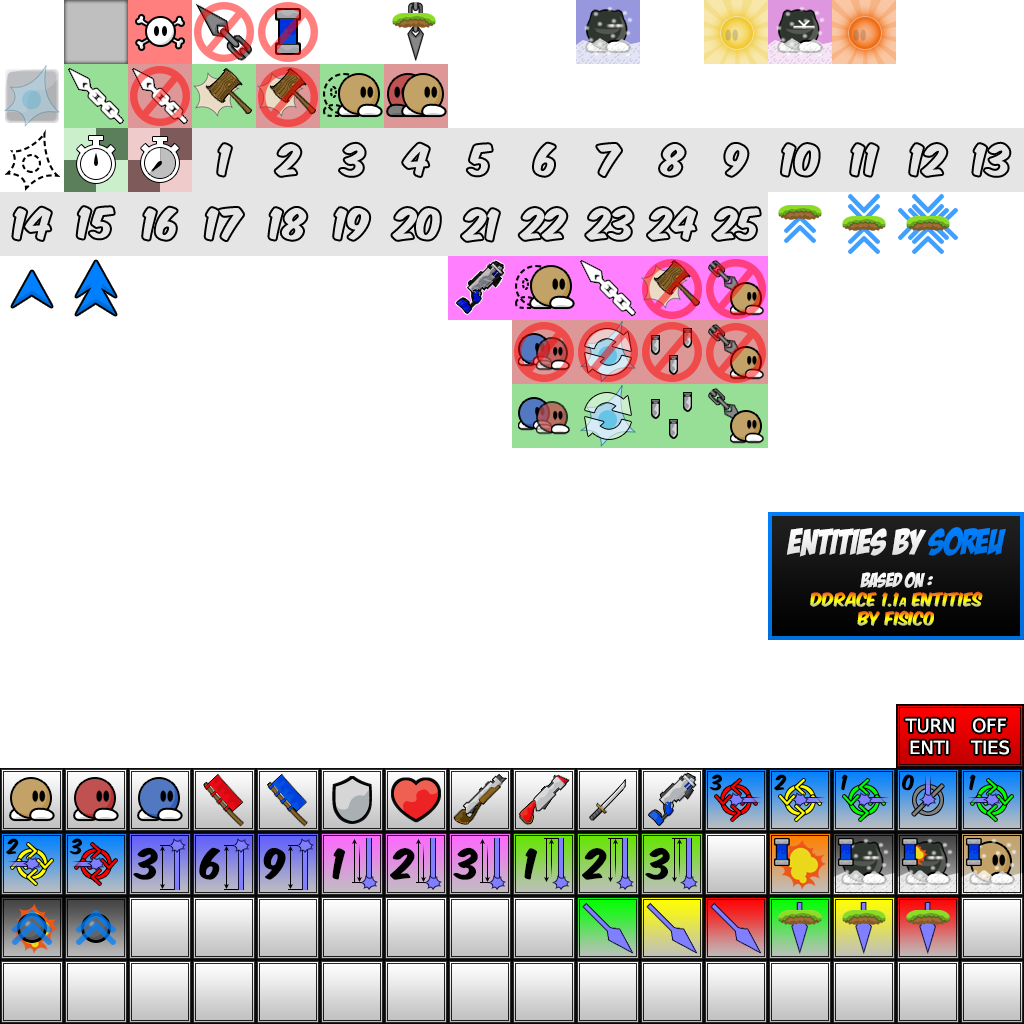 1 2 3 4 5 6 7 8 9 10 11 12 13
14 15 16 17 18 19 20 21 22 23 24 25
ENTITIES BY SOREU
BASED ON :
DDRACE 1.1A ENTITIES
BY FISICO
TURN OFF
ENTI TIES
3 2 1 0 1
2 3 3 6 9 1 2 3 1 2 3